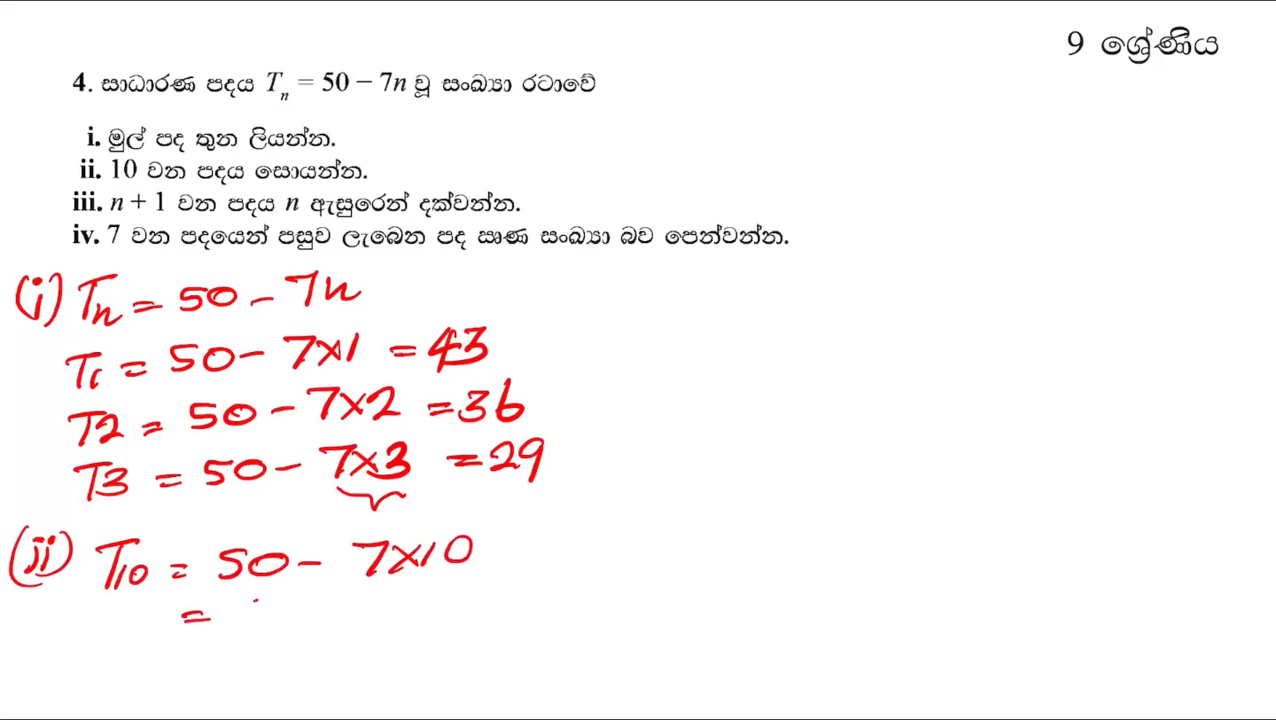 9 ශ්‍රේණිය
4. සාධාරණ පදය Tₙ = 50 − 7n වූ සංඛ්‍යා රටාවේ
i. මුල් පද තුන ලියන්න.
ii. 10 වන පදය සොයන්න.
iii. n + 1 වන පදය n ඇසුරෙන් දක්වන්න.
iv. 7 වන පදයෙන් පසුව ලැබෙන පද ඍණ සංඛ්‍යා බව පෙන්වන්න.
(i) Tₙ = 50 − 7n
T₁ = 50 − 7×1 = 43
T2 = 50 − 7×2 = 36
T3 = 50 − 7×3 = 29
(ii) T₁₀ = 50 − 7×10
=